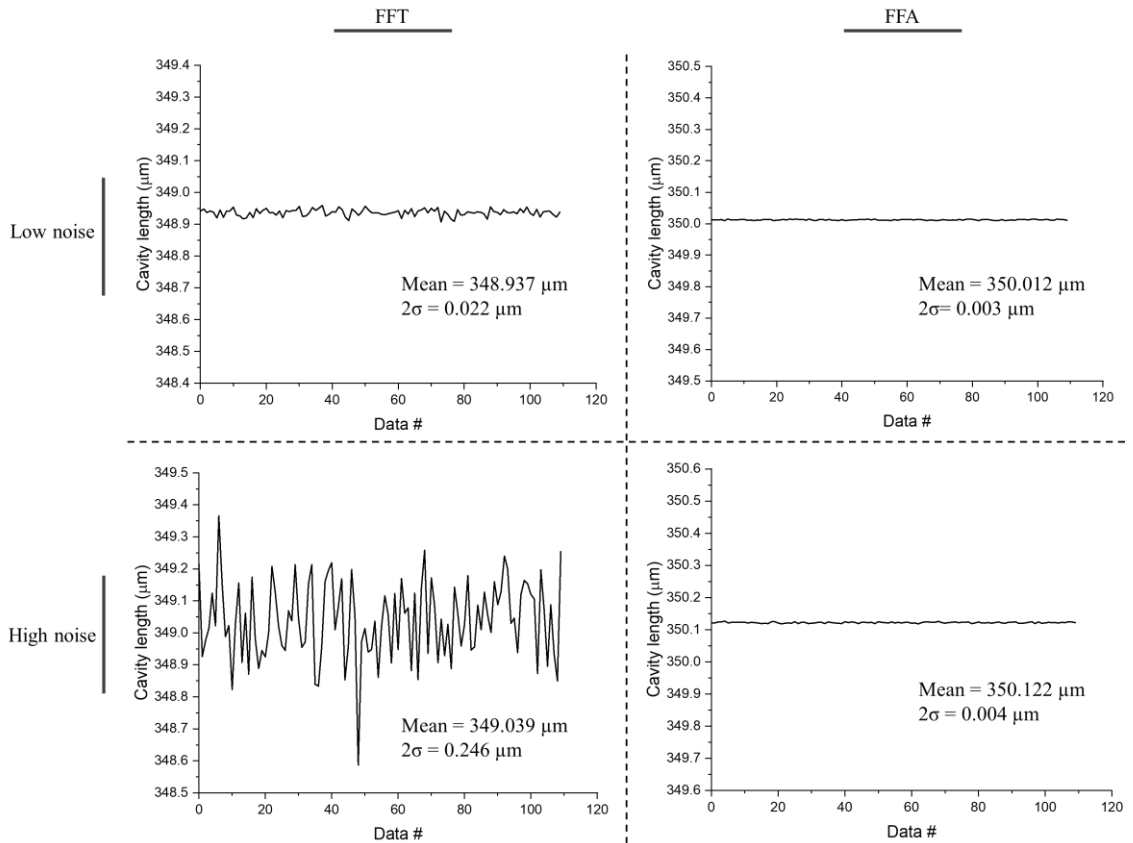 FFT
FFA
Low noise
High noise
349.4
349.3
349.2
349.1
349.0
348.9
348.8
348.7
348.6
348.5
348.4
Cavity length (μm)
Mean = 348.937 μm
2σ = 0.022 μm
0 20 40 60 80 100 120
Data #
350.5
350.4
350.3
350.2
350.1
350.0
349.9
349.8
349.7
349.6
349.5
Cavity length (μm)
Mean = 350.012 μm
2σ= 0.003 μm
0 20 40 60 80 100 120
Data #
349.5
349.4
349.3
349.2
349.1
349.0
348.9
348.8
348.7
348.6
348.5
Cavity length (μm)
Mean = 349.039 μm
2σ = 0.246 μm
0 20 40 60 80 100 120
Data #
350.6
350.5
350.4
350.3
350.2
350.1
350.0
349.9
349.8
349.7
349.6
Cavity length (μm)
Mean = 350.122 μm
2σ = 0.004 μm
0 20 40 60 80 100 120
Data #